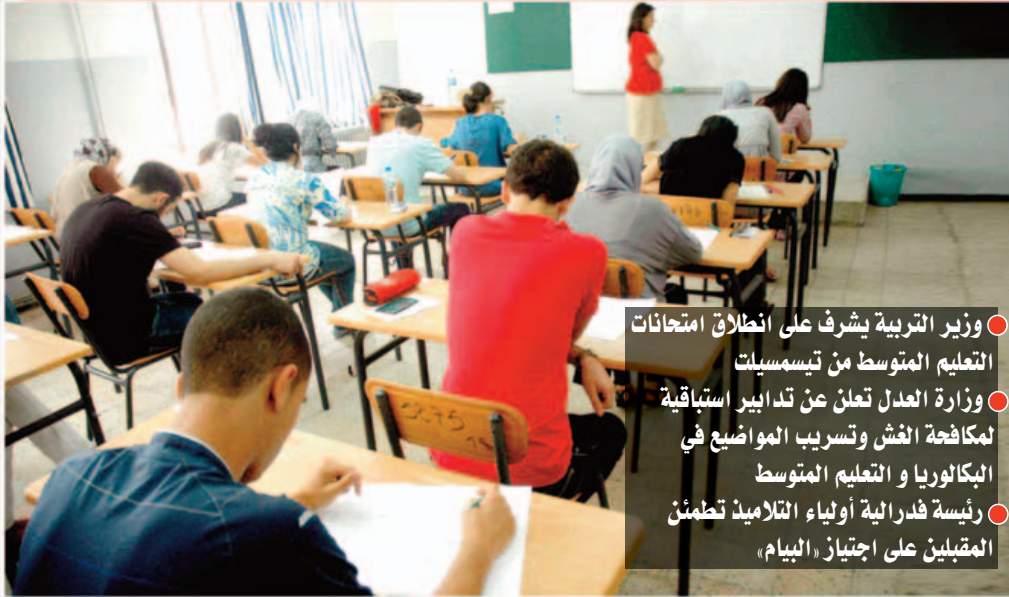 وزير التربية يشرف على انطلاق امتحانات
التعليم المتوسط من تيسمسيلت
وزارة العدل تعلن عن تدابير استباقية
لمكافحة الغش وتسريب المواضيع في
البكالوريا و التعليم المتوسط
رئيسة فدرالية أولياء التلاميذ تطمئن
المقبلين على اجتياز «البيام»